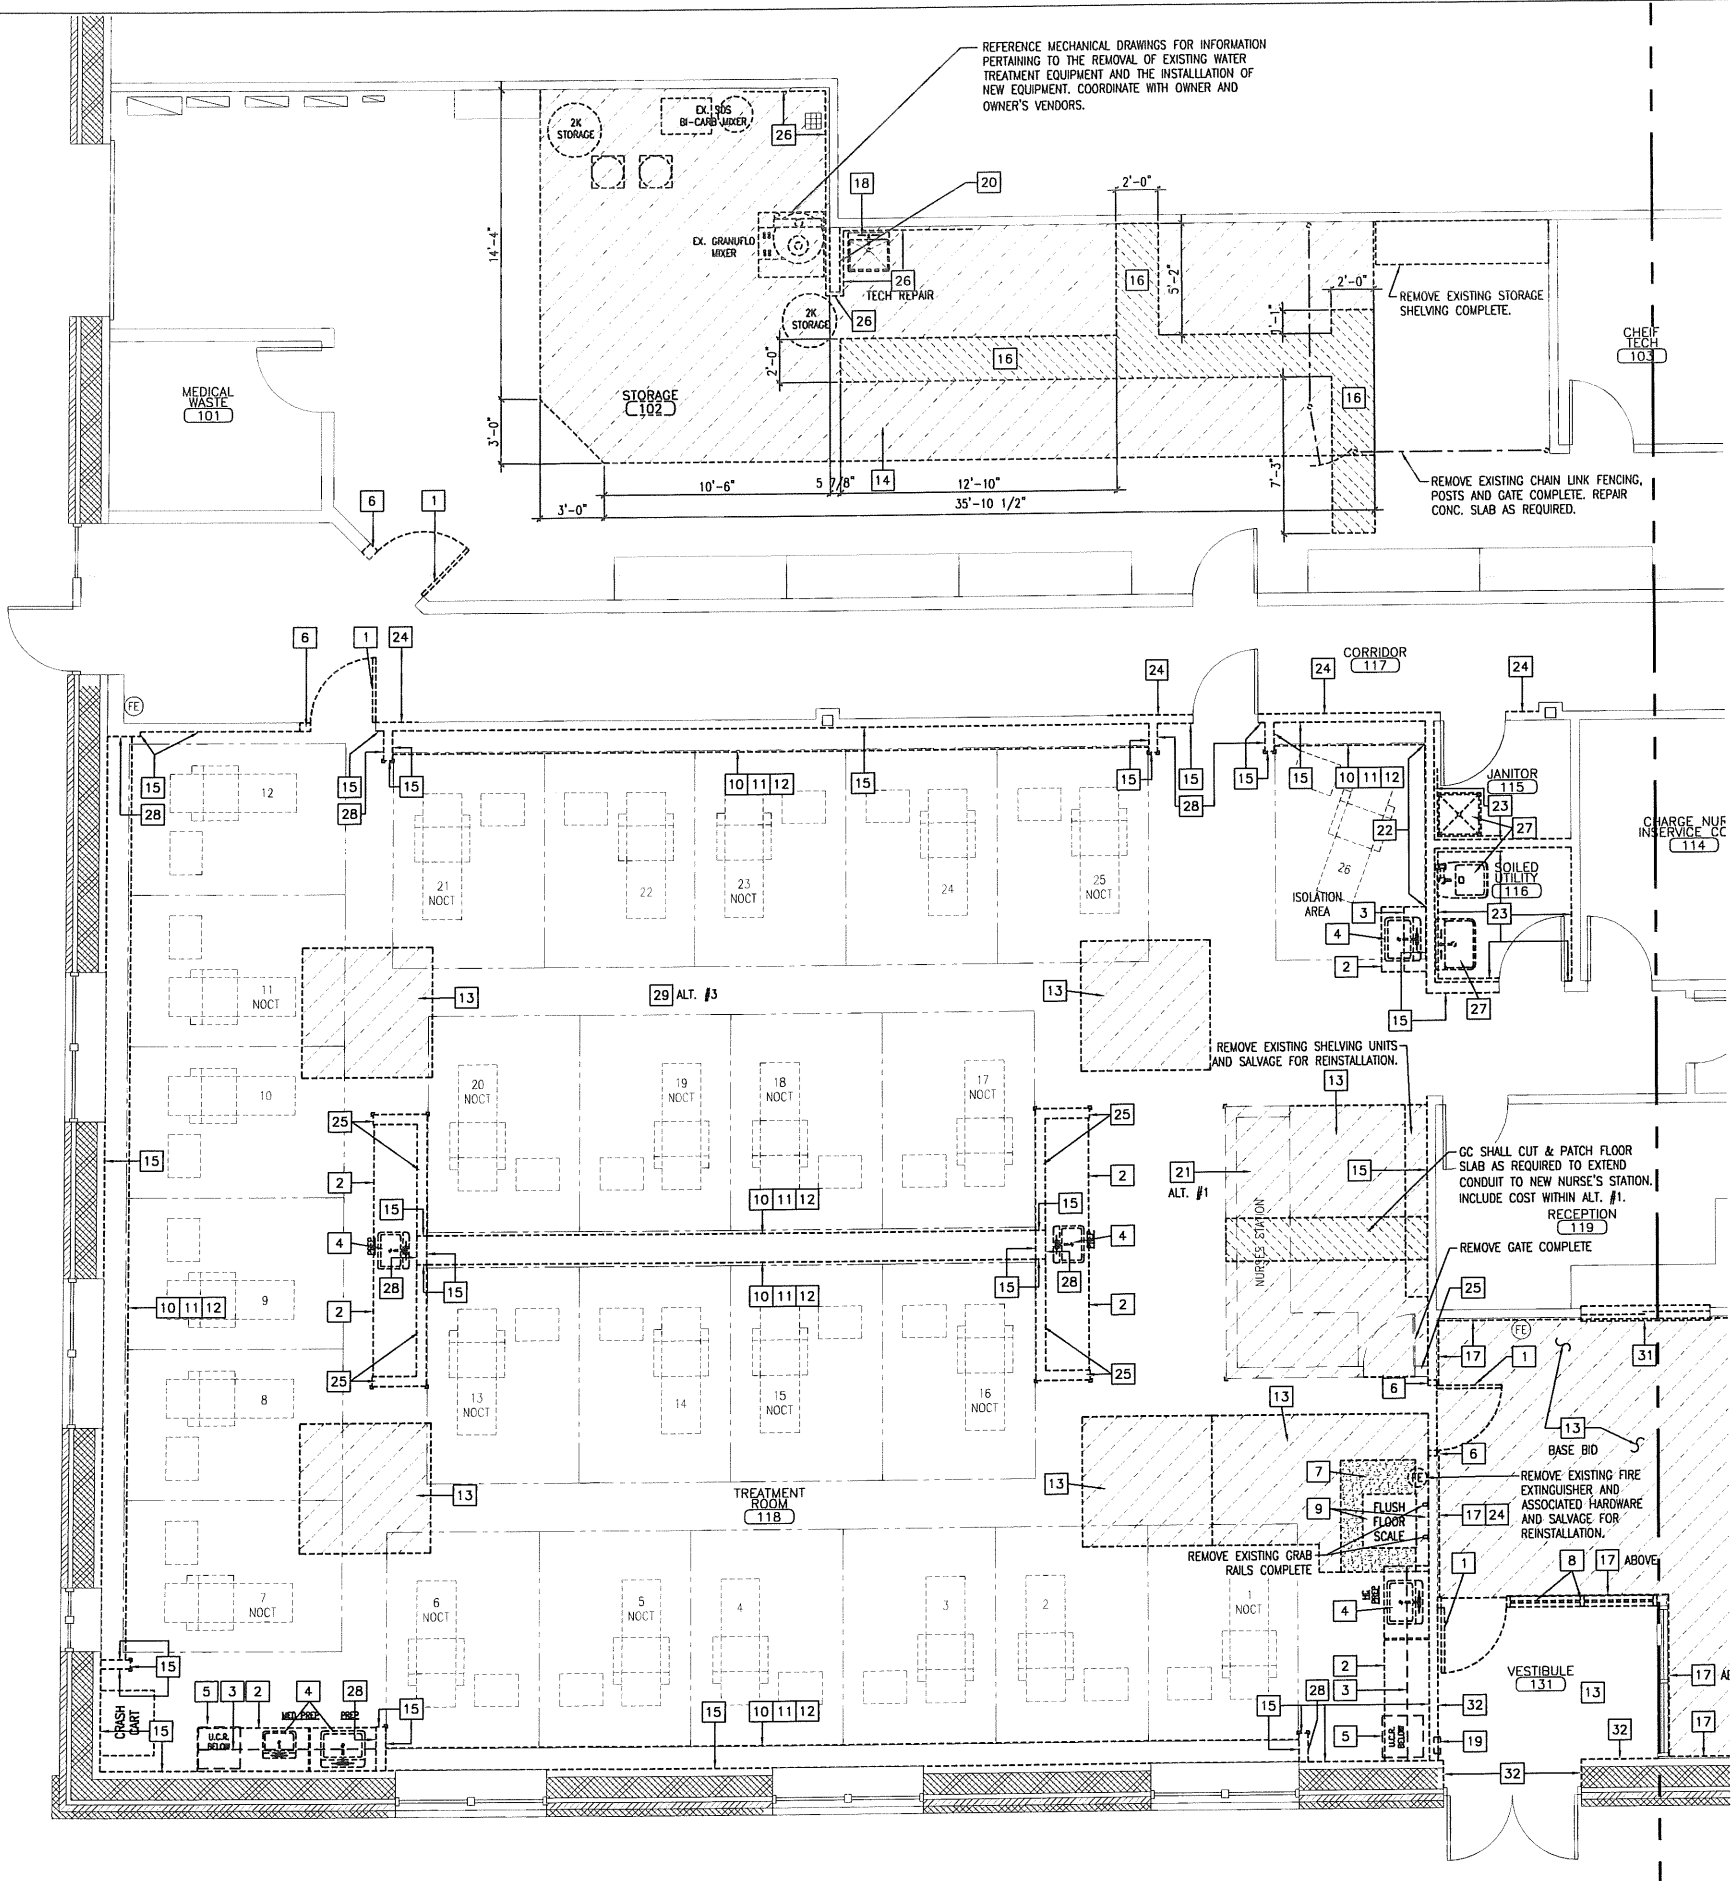 REFERENCE MECHANICAL DRAWINGS FOR INFORMATION
PERTAINING TO THE REMOVAL OF EXISTING WATER
TREATMENT EQUIPMENT AND THE INSTALLLATION OF
NEW EQUIPMENT. COORDINATE WITH OWNER AND
OWNER'S VENDORS.
2K
STORAGE
EX. SDS
BI-CARB MIXER
26
18
20
2'-0"
14'-4"
EX. GRANUFLO
MIXER
26
TECH REPAIR
16
5'-2"
2'-0"
1'-1"
REMOVE EXISTING STORAGE
SHELVING COMPLETE.
2K
STORAGE
26
CHEIF
TECH
103
2'-0"
16
MEDICAL
WASTE
101
STORAGE
102
16
3'-0"
14
7'-3"
REMOVE EXISTING CHAIN LINK FENCING,
POSTS AND GATE COMPLETE. REPAIR
CONC. SLAB AS REQUIRED.
10'-6"
5 7/8"
12'-10"
3'-0"
35'-10 1/2"
6
1
6
1
24
CORRIDOR
117
24
24
24
FE
15
28
12
15
28
15
10 11 12
15
15
15
28
15
15
10 11 12
JANITOR
115
23
27
22
CHARGE NUR
INSERVICE CO
114
21
NOCT
22
23
NOCT
24
25
NOCT
26
ISOLATION
AREA
SOILED
UTILITY
116
3
4
2
23
27
15
11
NOCT
13
29 ALT. #3
13
REMOVE EXISTING SHELVING UNITS
AND SALVAGE FOR REINSTALLATION.
13
10
20
NOCT
19
NOCT
18
NOCT
17
NOCT
25
25
15
2
2
21
ALT. #1
15
GC SHALL CUT & PATCH FLOOR
SLAB AS REQUIRED TO EXTEND
CONDUIT TO NEW NURSE'S STATION.
INCLUDE COST WITHIN ALT. #1.
RECEPTION
119
15
10 11 12
15
4
PREP
PREP
4
NURSES STATION
REMOVE GATE COMPLETE
28
15
15
28
10 11 12
9
2
10 11 12
2
25
FE
17
1
31
8
25
13
NOCT
14
15
NOCT
16
NOCT
25
6
13
13
BASE BID
6
7
FE
REMOVE EXISTING FIRE
EXTINGUISHER AND
ASSOCIATED HARDWARE
AND SALVAGE FOR
REINSTALLATION.
13
TREATMENT
ROOM
118
13
9
FLUSH
FLOOR
SCALE
17 24
REMOVE EXISTING GRAB
RAILS COMPLETE
1
8
17 ABOVE
7
NOCT
6
NOCT
5
NOCT
4
3
2
1
NOCT
PREP
4
15
2
3
VESTIBULE
131
13
17
5
3
2
4
28
15
15
10 11 12
15
28
32
CRASH
CART
15
U.C.R.
BELOW
MED PREP
PREP
5
U.C.R.
BELOW
19
32
17
32